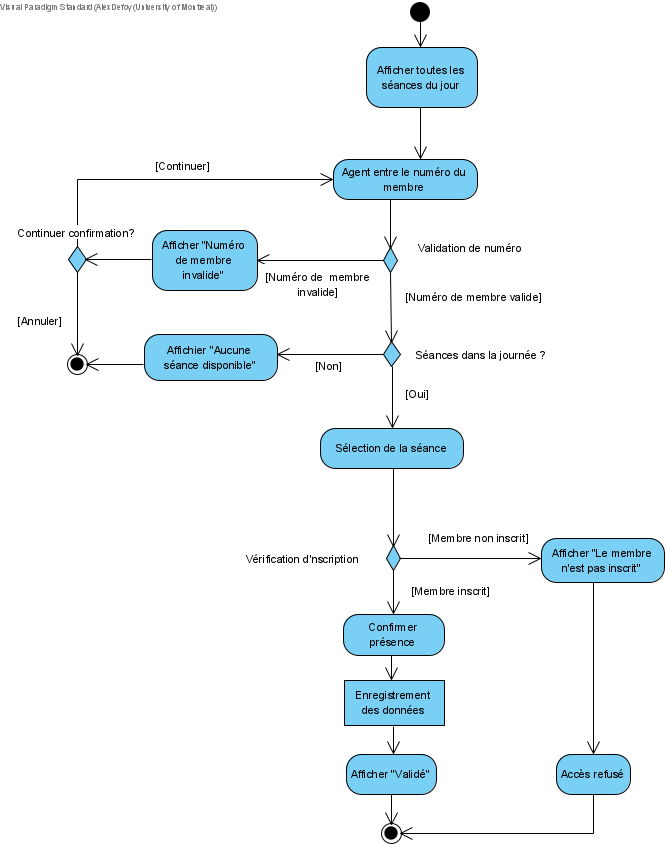 Visual Paradigm Standard(Alex Defoy(University of Montreal))
Afficher toutes les
séances du jour
[Continuer]
Agent entre le numéro du
membre
Continuer confirmation?
Afficher "Numéro
de membre
invalide"
Validation de numéro
[Numéro de membre
invalide]
[Numéro de membre valide]
[Annuler]
Affichier "Aucune
séance disponible"
[Non]
Séances dans la journée ?
[Oui]
Sélection de la séance
[Membre non inscrit]
Afficher "Le membre
n'est pas inscrit"
Vérification d'nscription
[Membre inscrit]
Confirmer
présence
Enregistrement
des données
Afficher "Validé"
Accès refusé